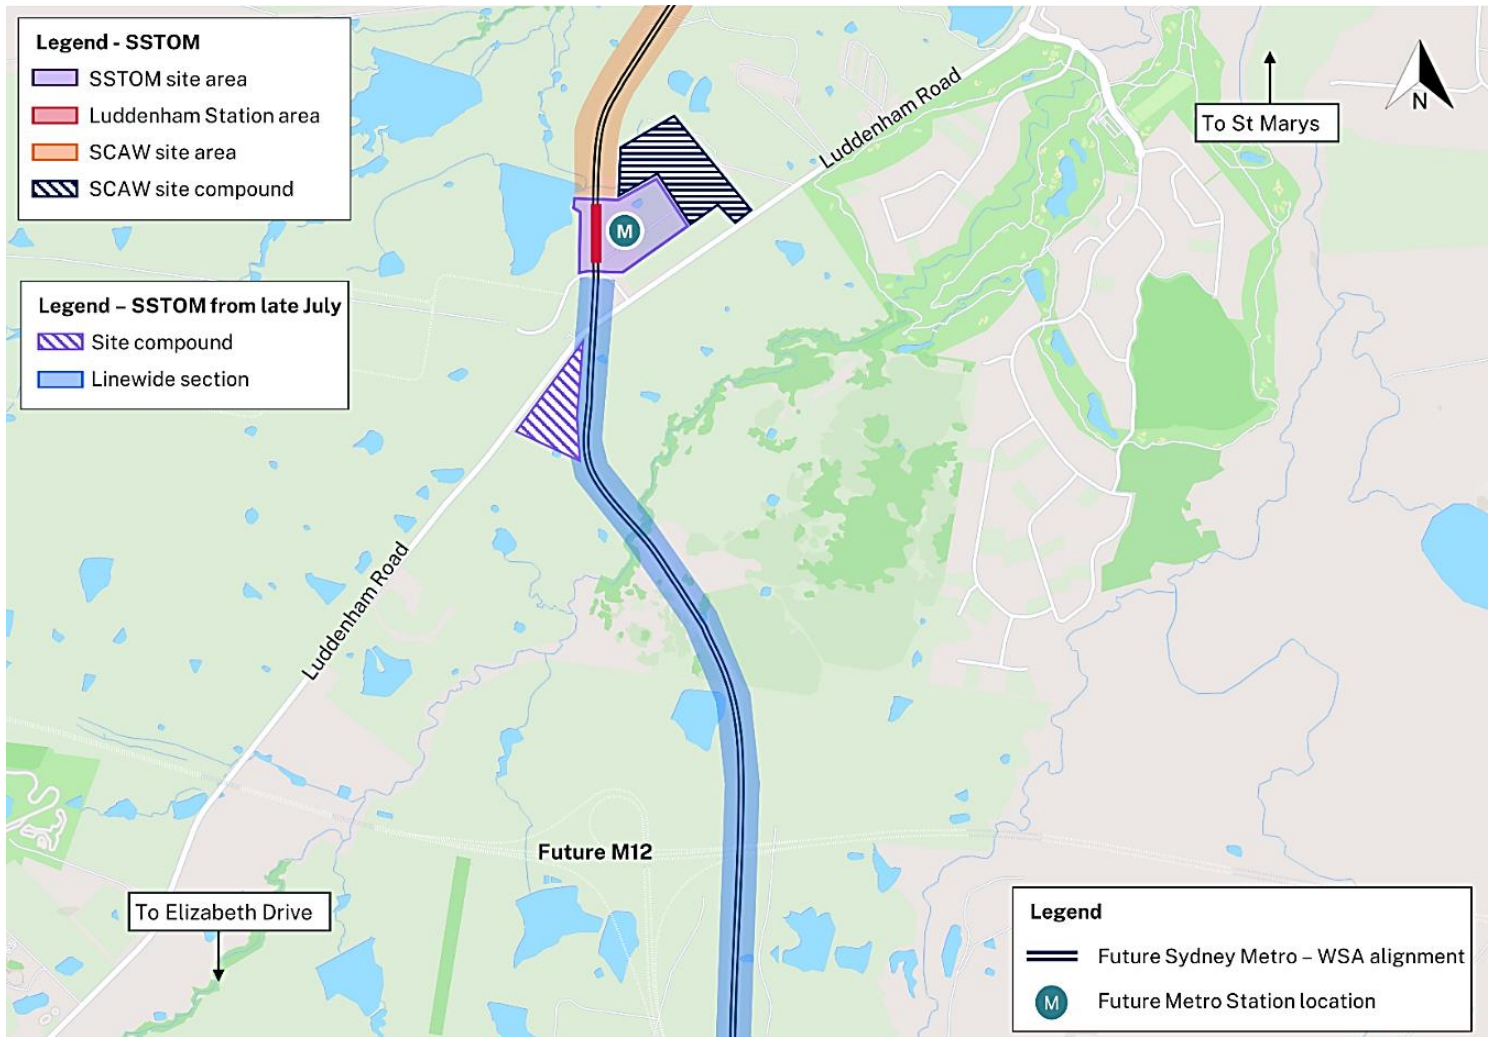 Legend - SSTOM
SSTOM site area
Luddenham Station area
SCAW site area
SCAW site compound
Luddenham Road
To St Marys
N
M
Legend – SSTOM from late July
Site compound
Linewide section
Luddenham Road
Future M12
To Elizabeth Drive
Legend
Future Sydney Metro – WSA alignment
M
Future Metro Station location